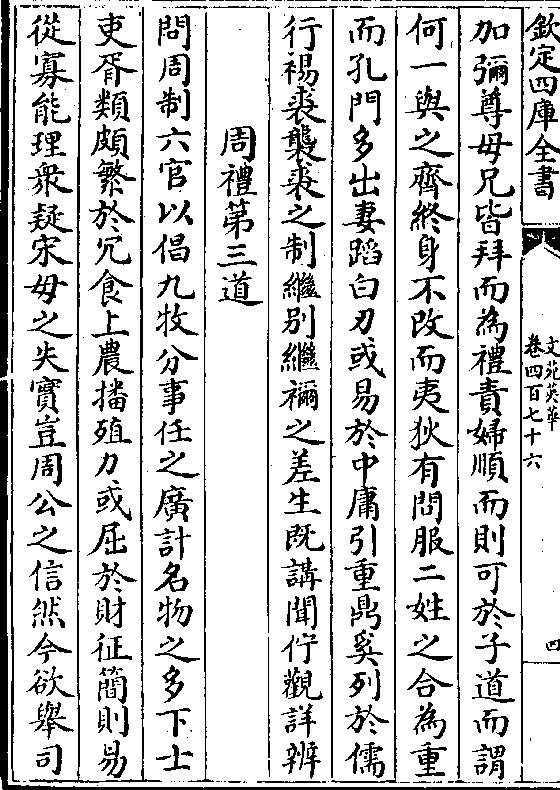 欽定四庫全書
文苑英華
卷四百七十六
四
加彌尊母兄皆拜而為禮責婦順而則可於子道而謂
何一與之齊終身不改而夷狄有問服二姓之合為重
而孔門多出妻蹈白刃或易於中庸引重鼎奚列於儒
行裼裘襲裘之制繼別繼禰之差生既講聞佇觀詳辨
周禮第三道
問周制六官以倡九牧分事任之廣計名物之多下士
吏胥類頗繁於冗食上農播殖力或屈於財征簡則易
從寡能理衆疑宋母之失實豈周公之信然今欲舉司